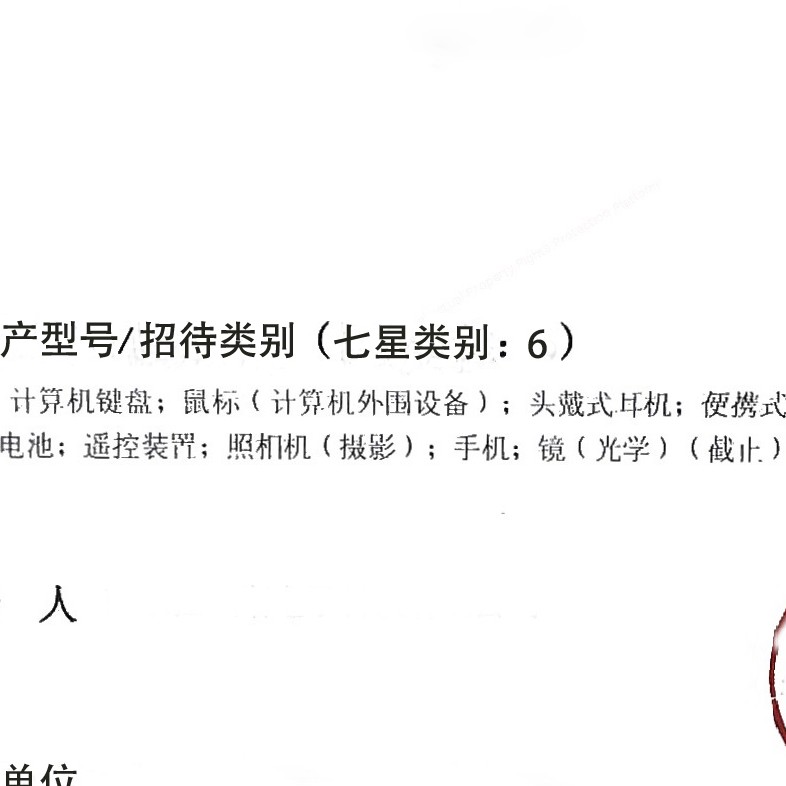 产型号/招待类别（七星类别：6）
计算机键盘；鼠标（计算机外围设备）；头戴式耳机；便携式
电池；遥控装置；照相机（摄影）；手机；镜（光学）（截止）
人
单位